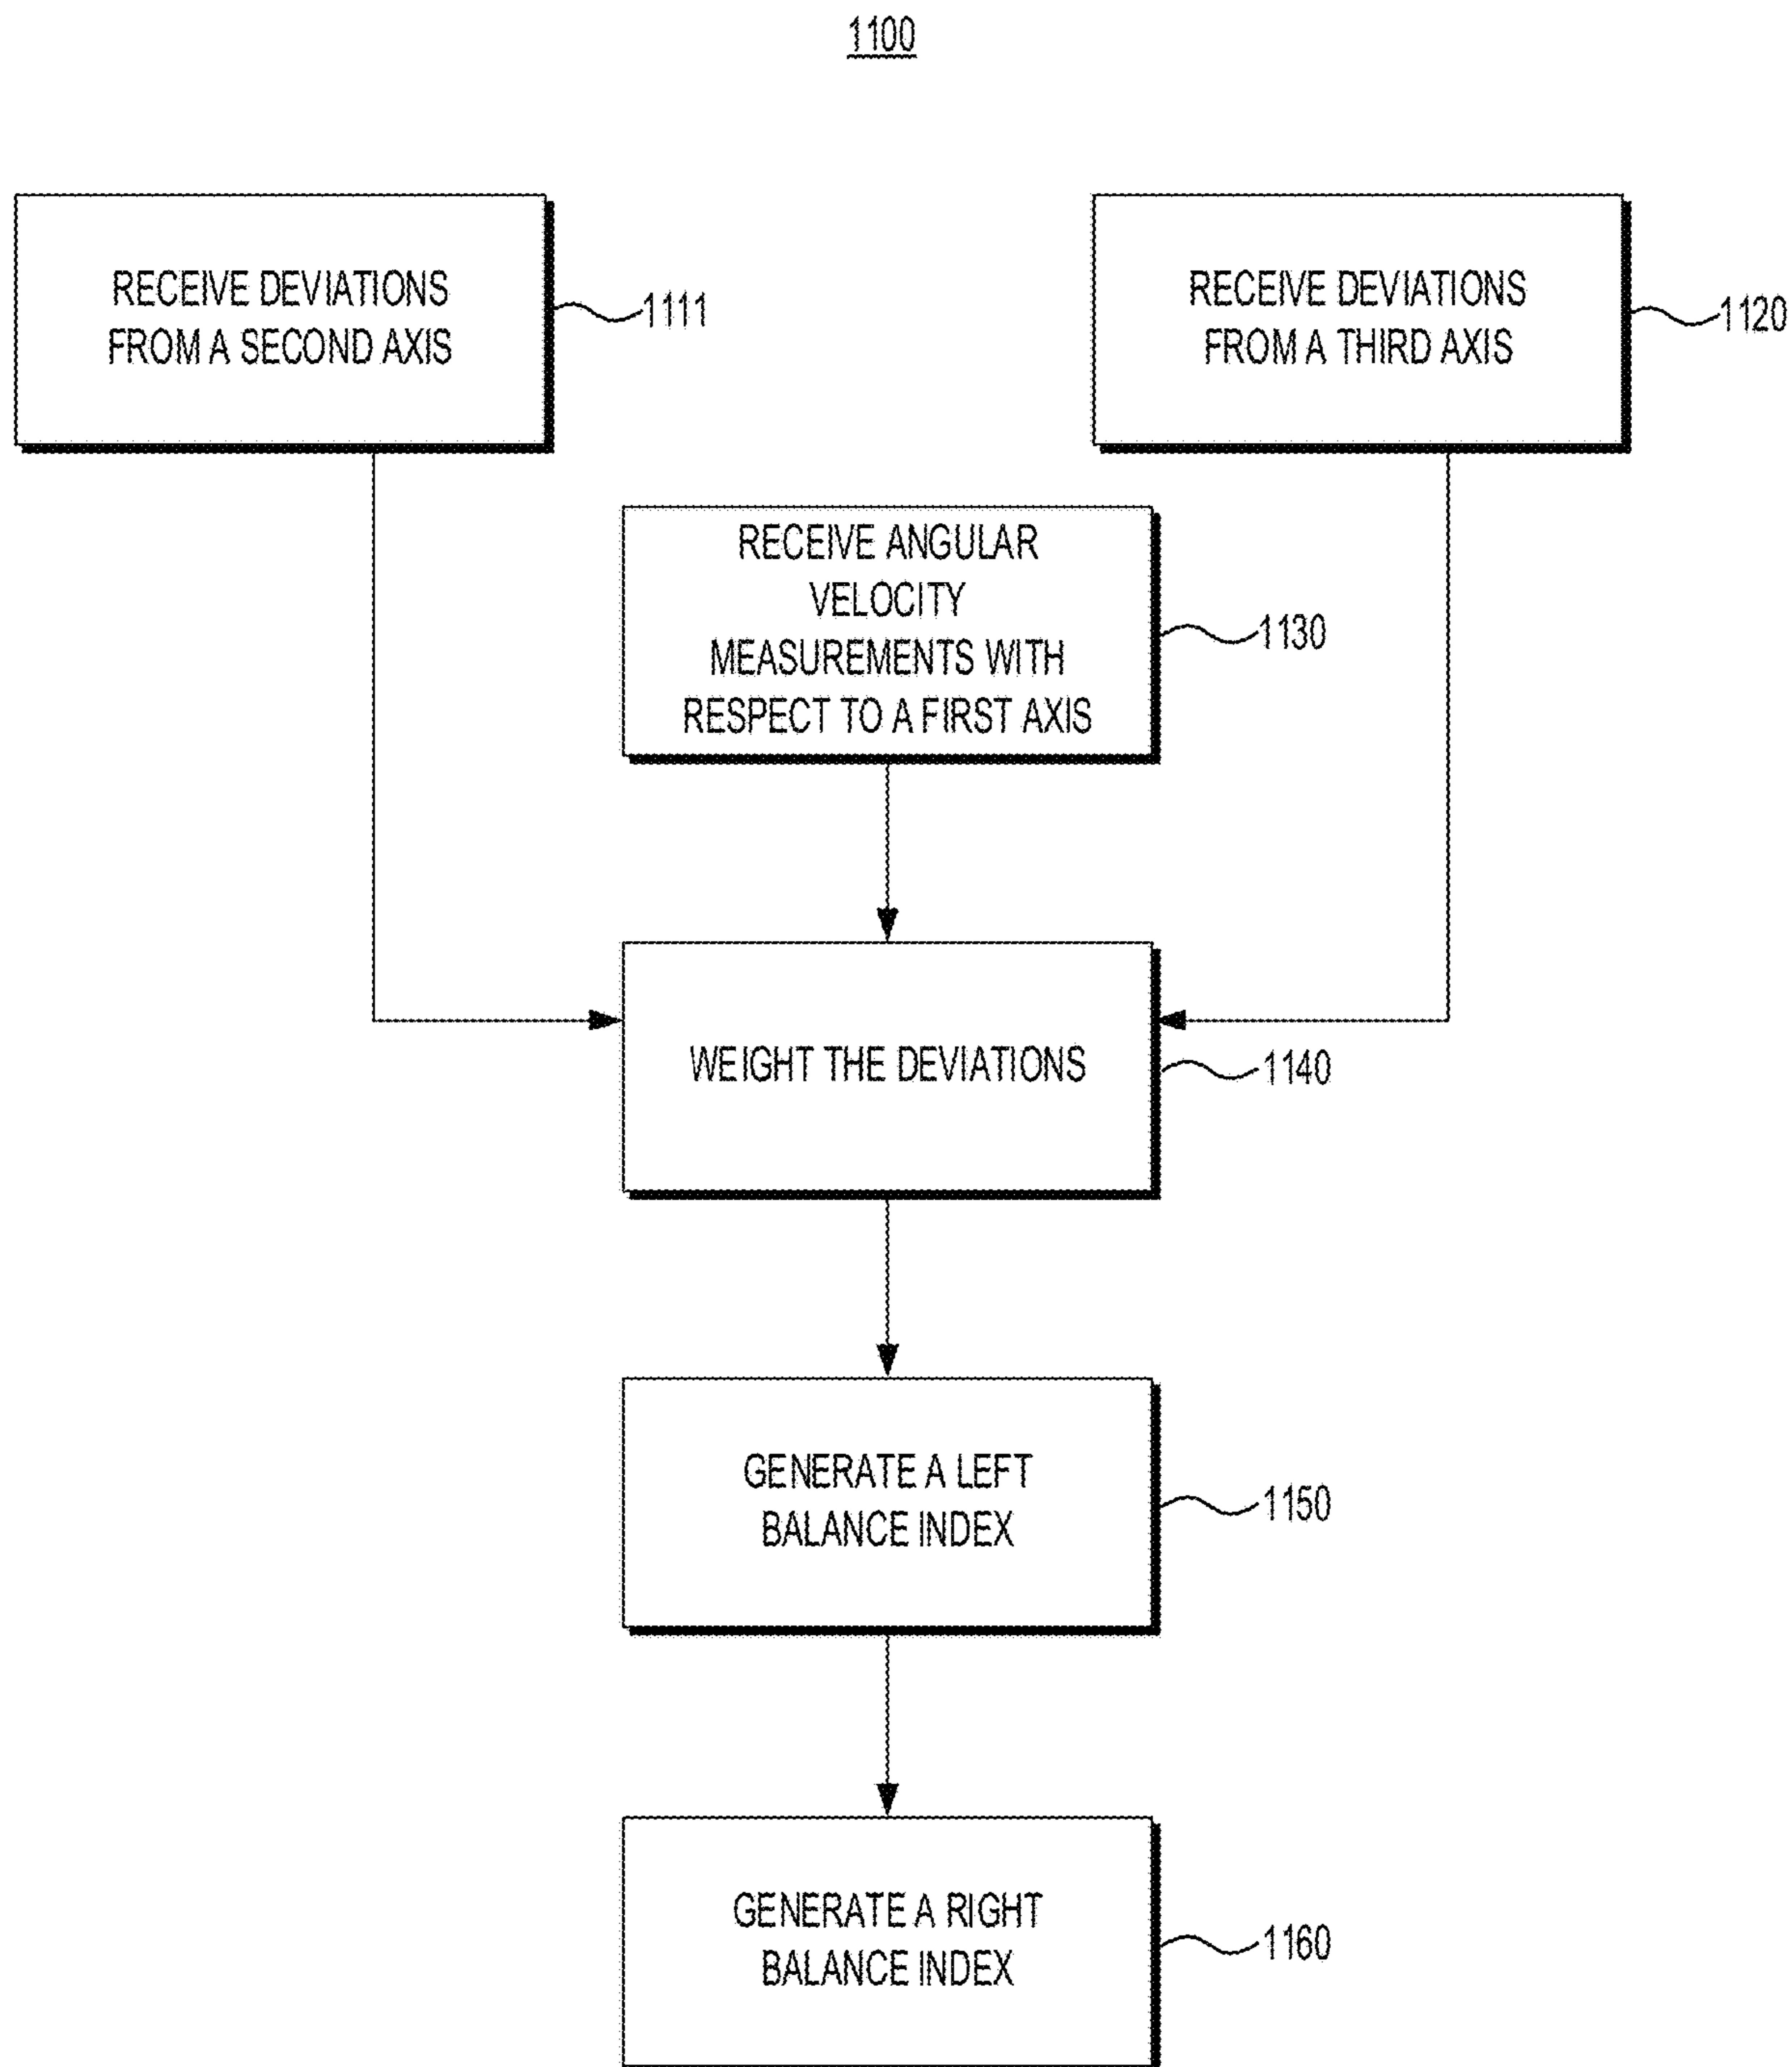 1100
RECEIVE DEVIATIONS
FROM A SECOND AXIS
1111
RECEIVE DEVIATIONS
FROM A THIRD AXIS
1120
RECEIVE ANGULAR
VELOCITY
MEASUREMENTS WITH
RESPECT TO A FIRST AXIS
1130
WEIGHT THE DEVIATIONS
1140
GENERATE A LEFT
BALANCE INDEX
1150
GENERATE A RIGHT
BALANCE INDEX
1160